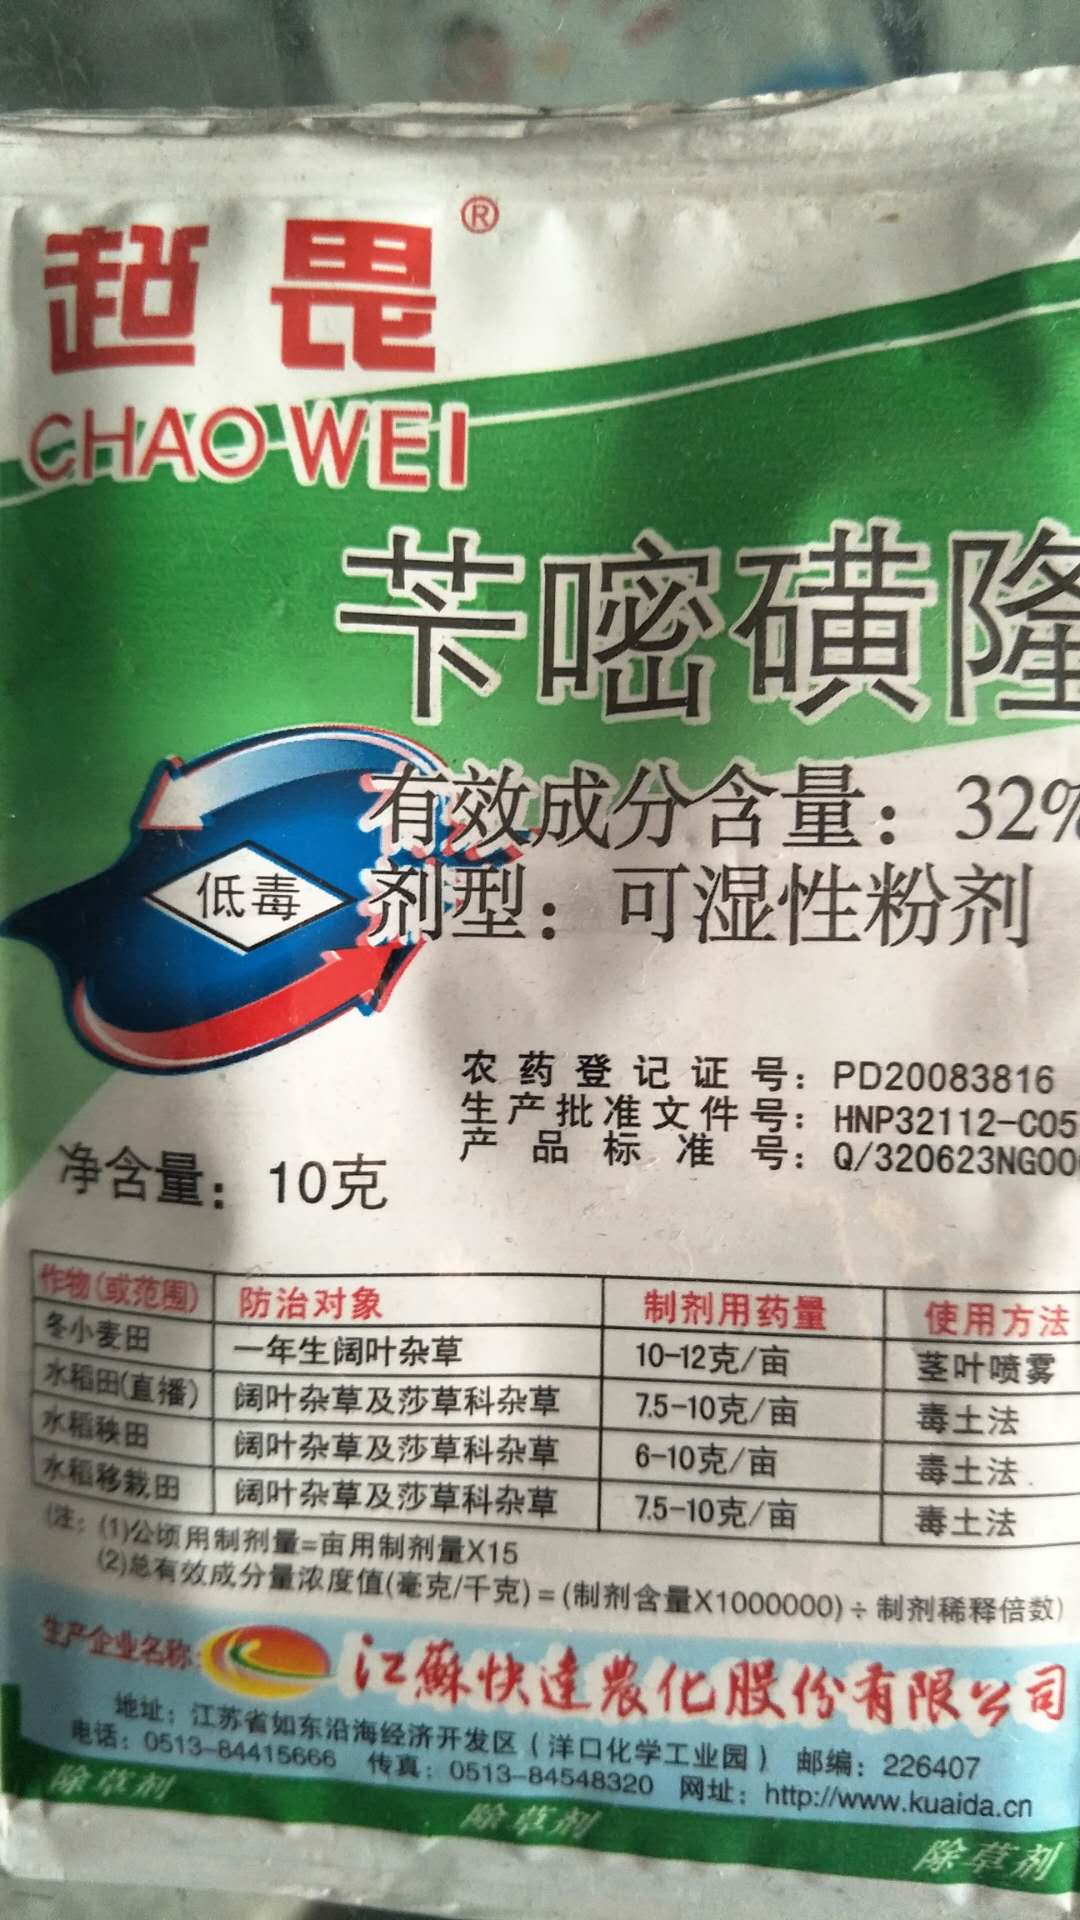 超畏®
CHAO WEI
苄嘧磺隆
有效成分含量：32%
低毒
剂型：可湿性粉剂
农药登记证号：PD20083816
生产批准文件号：HNP32112-C05
产品标准号：Q/320623NG00
净含量：10克
作物(或范围) 防治对象 制剂用药量 使用方法
冬小麦田 一年生阔叶杂草 10-12克/亩 茎叶喷雾
水稻田(直播) 阔叶杂草及莎草科杂草 7.5-10克/亩 毒土法
水稻秧田 阔叶杂草及莎草科杂草 6-10克/亩 毒土法
水稻移栽田 阔叶杂草及莎草科杂草 7.5-10克/亩 毒土法
(注：(1)公顷用制剂量=亩用制剂量X15
(2)总有效成分量浓度值(毫克/千克)=(制剂含量X1000000)÷制剂稀释倍数)
生产企业名称：江蘇快達農化股份有限公司
地址：江苏省如东沿海经济开发区（洋口化学工业园） 邮编：226407
电话：0513-84415666 传真：0513-84548320 网址：http://www.kuaida.cn
除草剂 除草剂 除草剂